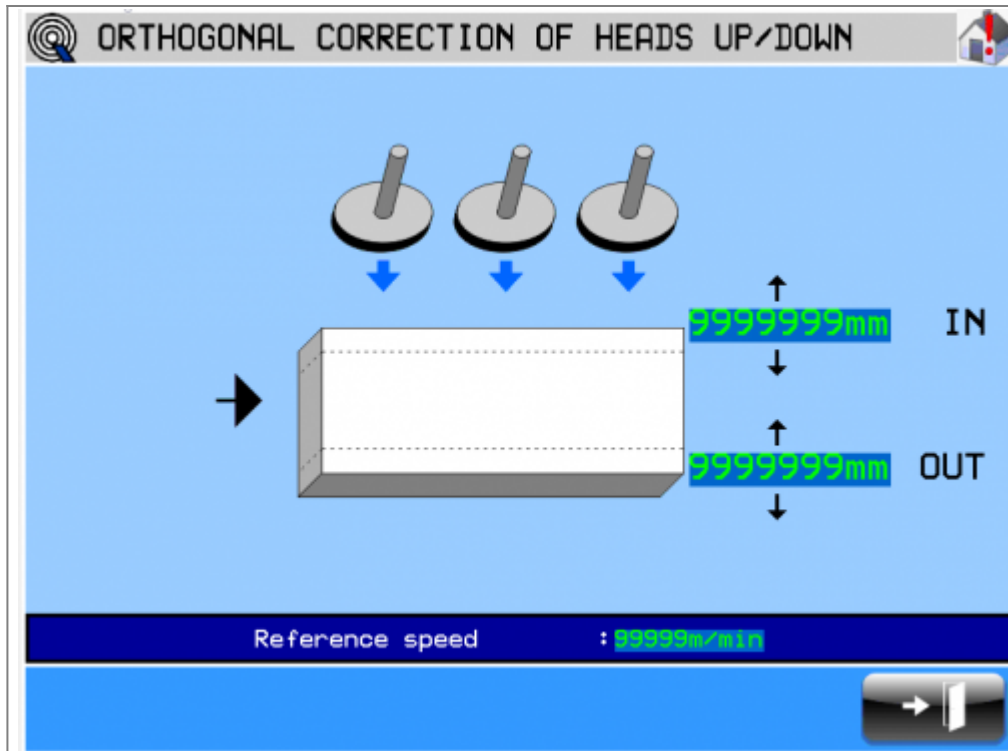 ORTHOGONAL CORRECTION OF HEADS UP/DOWN
9999999mm IN
9999999mm OUT
Reference speed :99999m/min